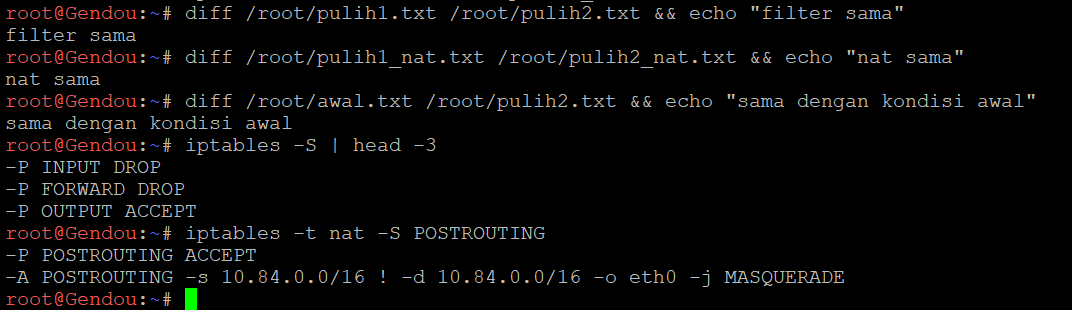 root@Gendou:~# diff /root/pulih1.txt /root/pulih2.txt && echo "filter sama"
filter sama
root@Gendou:~# diff /root/pulih1_nat.txt /root/pulih2_nat.txt && echo "nat sama"
nat sama
root@Gendou:~# diff /root/awal.txt /root/pulih2.txt && echo "sama dengan kondisi awal"
sama dengan kondisi awal
root@Gendou:~# iptables -S | head -3
-P INPUT DROP
-P FORWARD DROP
-P OUTPUT ACCEPT
root@Gendou:~# iptables -t nat -S POSTROUTING
-P POSTROUTING ACCEPT
-A POSTROUTING -s 10.84.0.0/16 ! -d 10.84.0.0/16 -o eth0 -j MASQUERADE
root@Gendou:~#